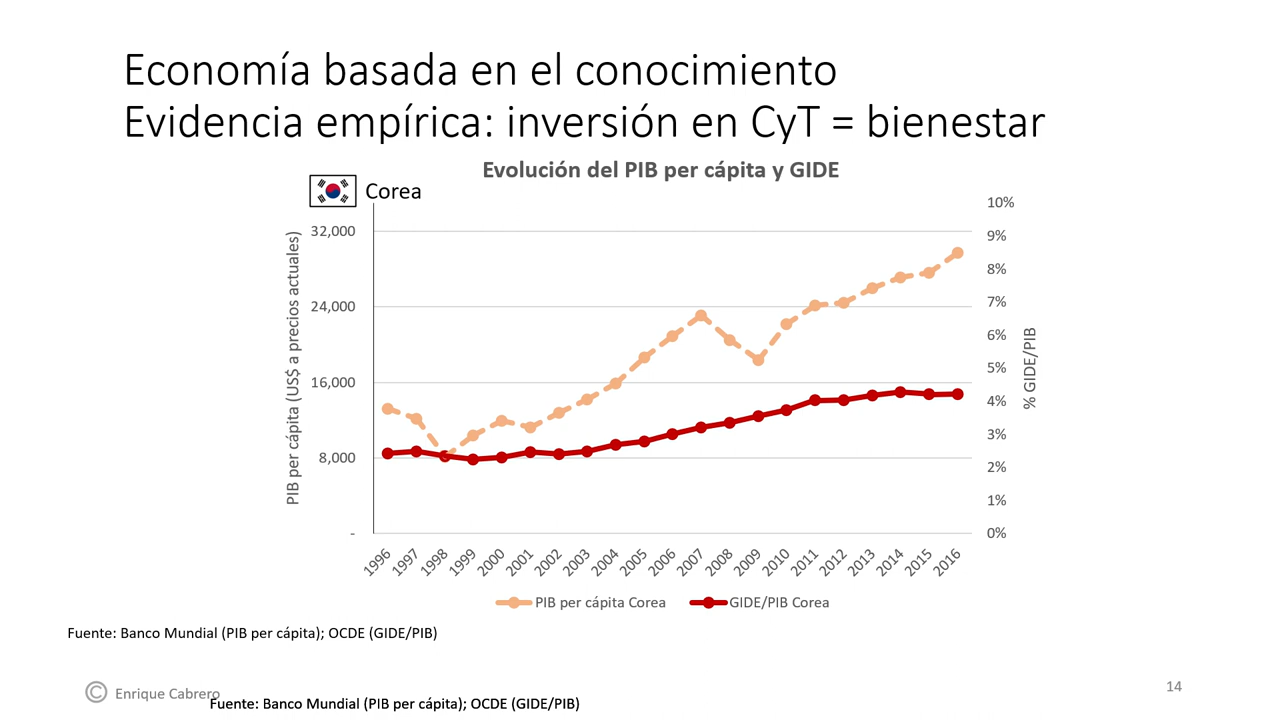 Economía basada en el conocimiento
Evidencia empírica: inversión en CyT = bienestar
Evolución del PIB per cápita y GIDE
Corea
PIB per cápita (US$ a precios actuales)
32,000
24,000
16,000
8,000
-
10%
9%
8%
7%
6%
5%
4%
3%
2%
1%
0%
% GIDE/PIB
1996 1997 1998 1999 2000 2001 2002 2003 2004 2005 2006 2007 2008 2009 2010 2011 2012 2013 2014 2015 2016
PIB per cápita Corea GIDE/PIB Corea
Fuente: Banco Mundial (PIB per cápita); OCDE (GIDE/PIB)
© Enrique Cabrero
Fuente: Banco Mundial (PIB per cápita); OCDE (GIDE/PIB)
14